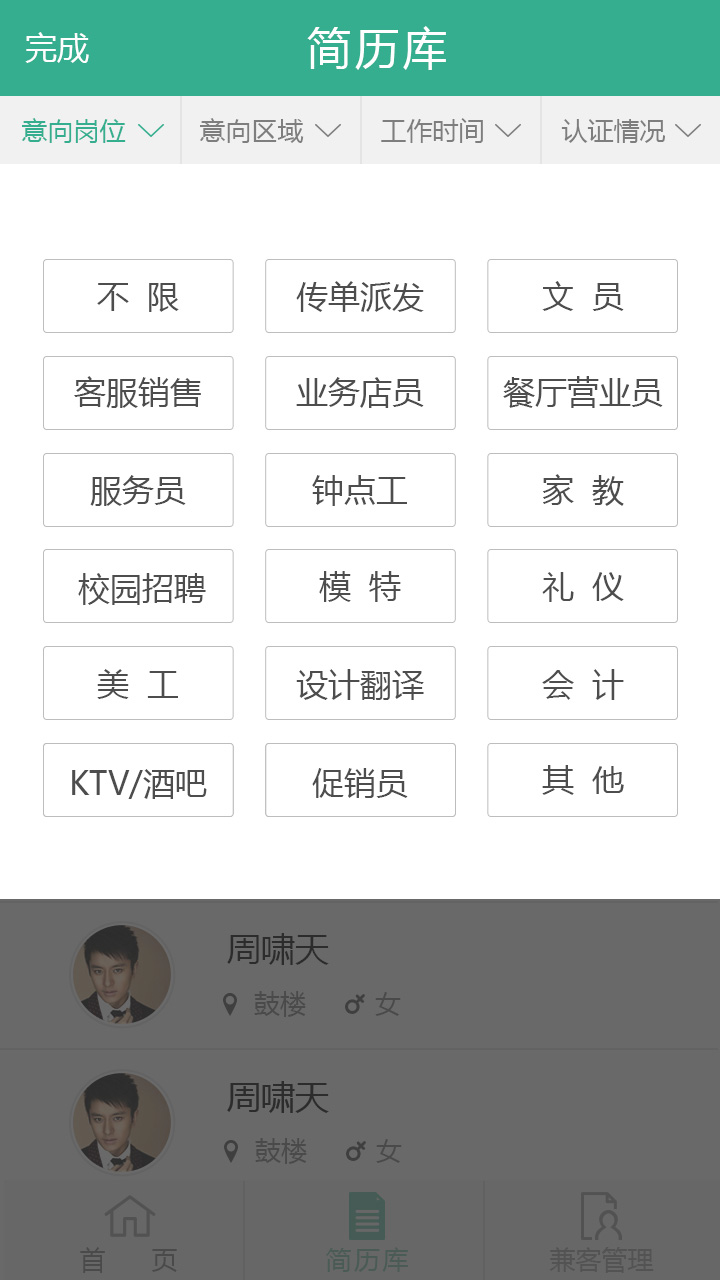 完成 简历库
意向岗位 意向区域 工作时间 认证情况
不 限 传单派发 文 员
客服销售 业务店员 餐厅营业员
服务员 钟点工 家 教
校园招聘 模 特 礼 仪
美 工 设计翻译 会 计
KTV/酒吧 促销员 其 他
周啸天
鼓楼 女
周啸天
鼓楼 女
首 页 简历库 兼客管理